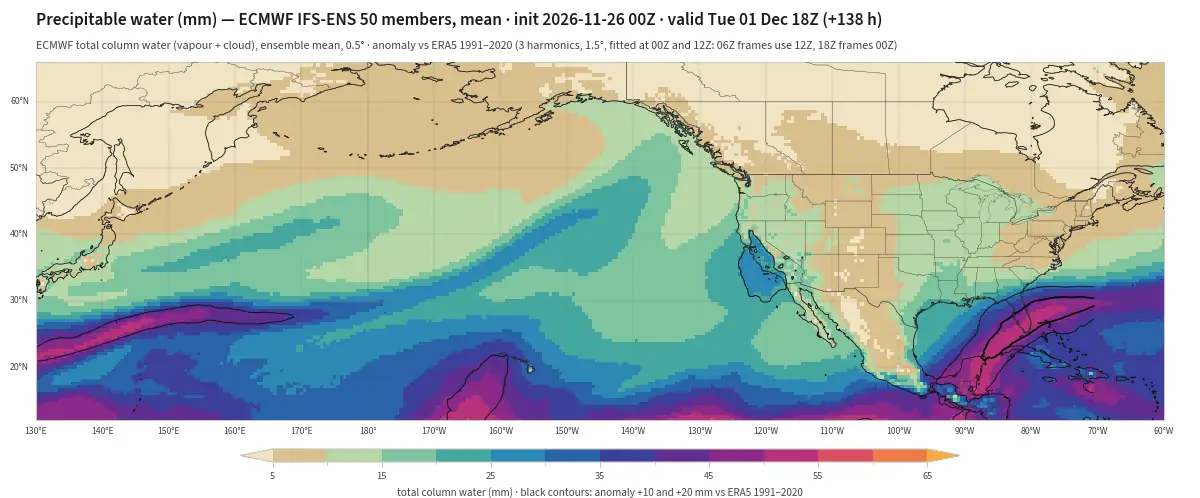 Precipitable water (mm) — ECMWF IFS-ENS 50 members, mean · init 2026-11-26 00Z · valid Tue 01 Dec 18Z (+138 h)
ECMWF total column water (vapour + cloud), ensemble mean, 0.5° · anomaly vs ERA5 1991–2020 (3 harmonics, 1.5°, fitted at 00Z and 12Z: 06Z frames use 12Z, 18Z frames 00Z)
60°N
50°N
40°N
30°N
20°N
130°E 140°E 150°E 160°E 170°E 180° 170°W 160°W 150°W 140°W 130°W 120°W 110°W 100°W 90°W 80°W 70°W 60°W
5 15 25 35 45 55 65
total column water (mm) · black contours: anomaly +10 and +20 mm vs ERA5 1991–2020